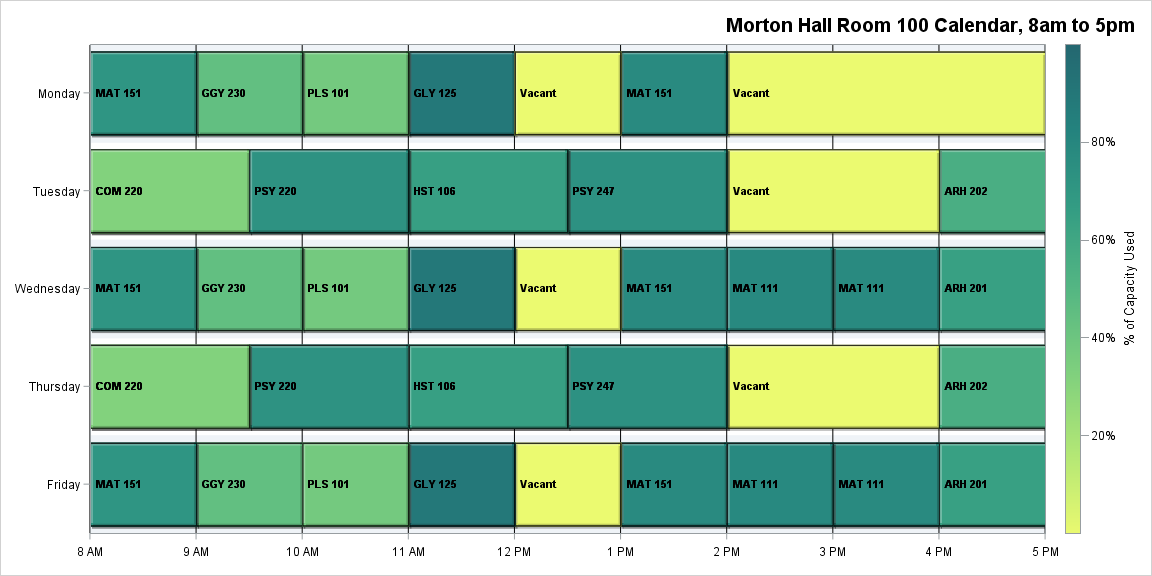 Morton Hall Room 100 Calendar, 8am to 5pm
Monday
MAT 151
GGY 230
PLS 101
GLY 125
Vacant
MAT 151
Vacant
Tuesday
COM 220
PSY 220
HST 106
PSY 247
Vacant
ARH 202
Wednesday
MAT 151
GGY 230
PLS 101
GLY 125
Vacant
MAT 151
MAT 111
MAT 111
ARH 201
Thursday
COM 220
PSY 220
HST 106
PSY 247
Vacant
ARH 202
Friday
MAT 151
GGY 230
PLS 101
GLY 125
Vacant
MAT 151
MAT 111
MAT 111
ARH 201
8 AM
9 AM
10 AM
11 AM
12 PM
1 PM
2 PM
3 PM
4 PM
5 PM
80%
60%
40%
20%
% of Capacity Used